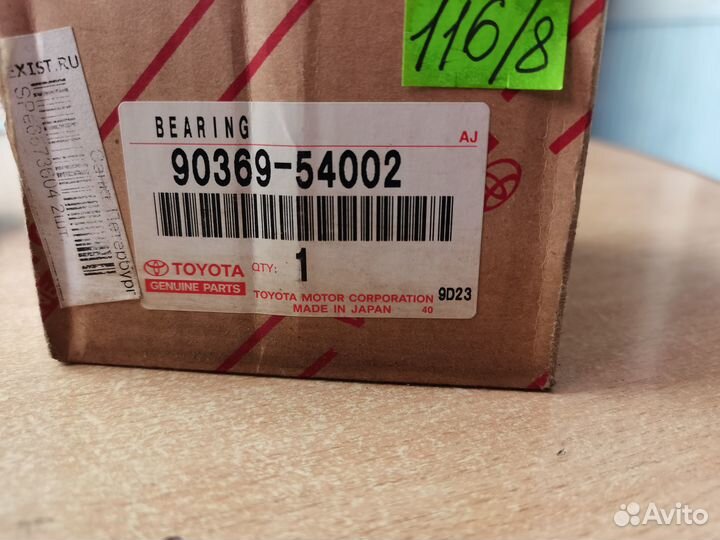 116/8
EXIST.RU
Санкт-Петербург
BEARING
AJ
90369-54002
TOYOTA
GENUINE PARTS
QTY: 1
TOYOTA MOTOR CORPORATION 9D23
MADE IN JAPAN 40
Avito